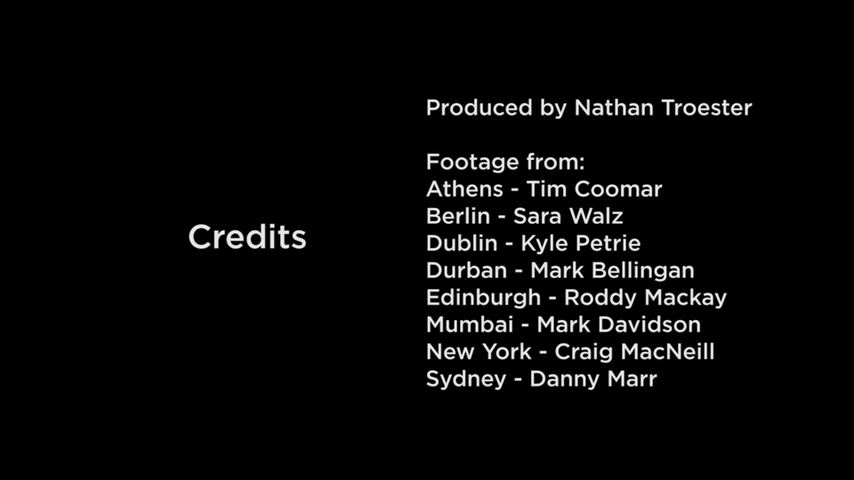 Credits
Produced by Nathan Troester
Footage from:
Athens - Tim Coomar
Berlin - Sara Walz
Dublin - Kyle Petrie
Durban - Mark Bellingan
Edinburgh - Roddy Mackay
Mumbai - Mark Davidson
New York - Craig MacNeill
Sydney - Danny Marr